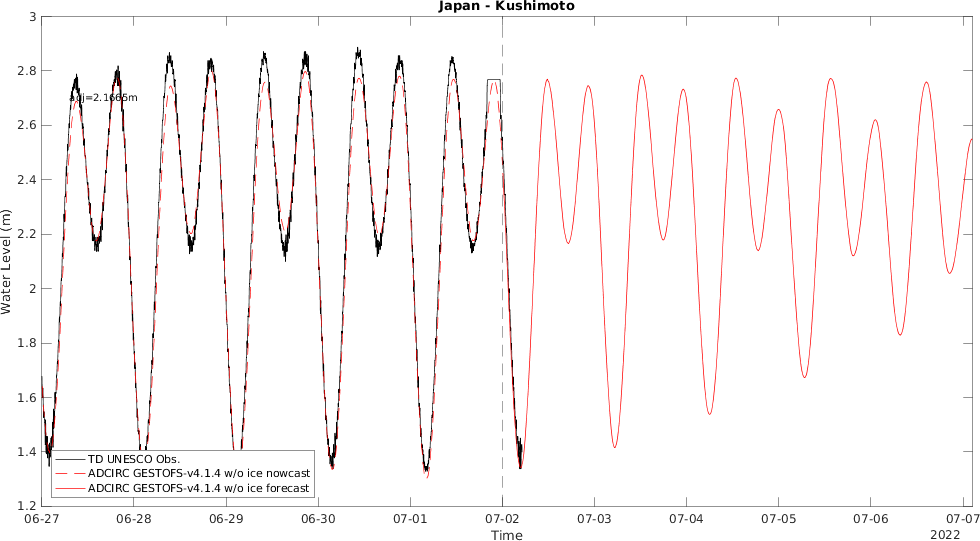 Japan - Kushimoto
3
2.8
2.6
2.4
2.2
2
1.8
1.6
1.4
1.2
Water Level (m)
adj=2.1665m
TD UNESCO Obs.
ADCIRC GESTOFS-v4.1.4 w/o ice nowcast
ADCIRC GESTOFS-v4.1.4 w/o ice forecast
06-27 06-28 06-29 06-30 07-01 07-02 07-03 07-04 07-05 07-06 07-07
Time
2022